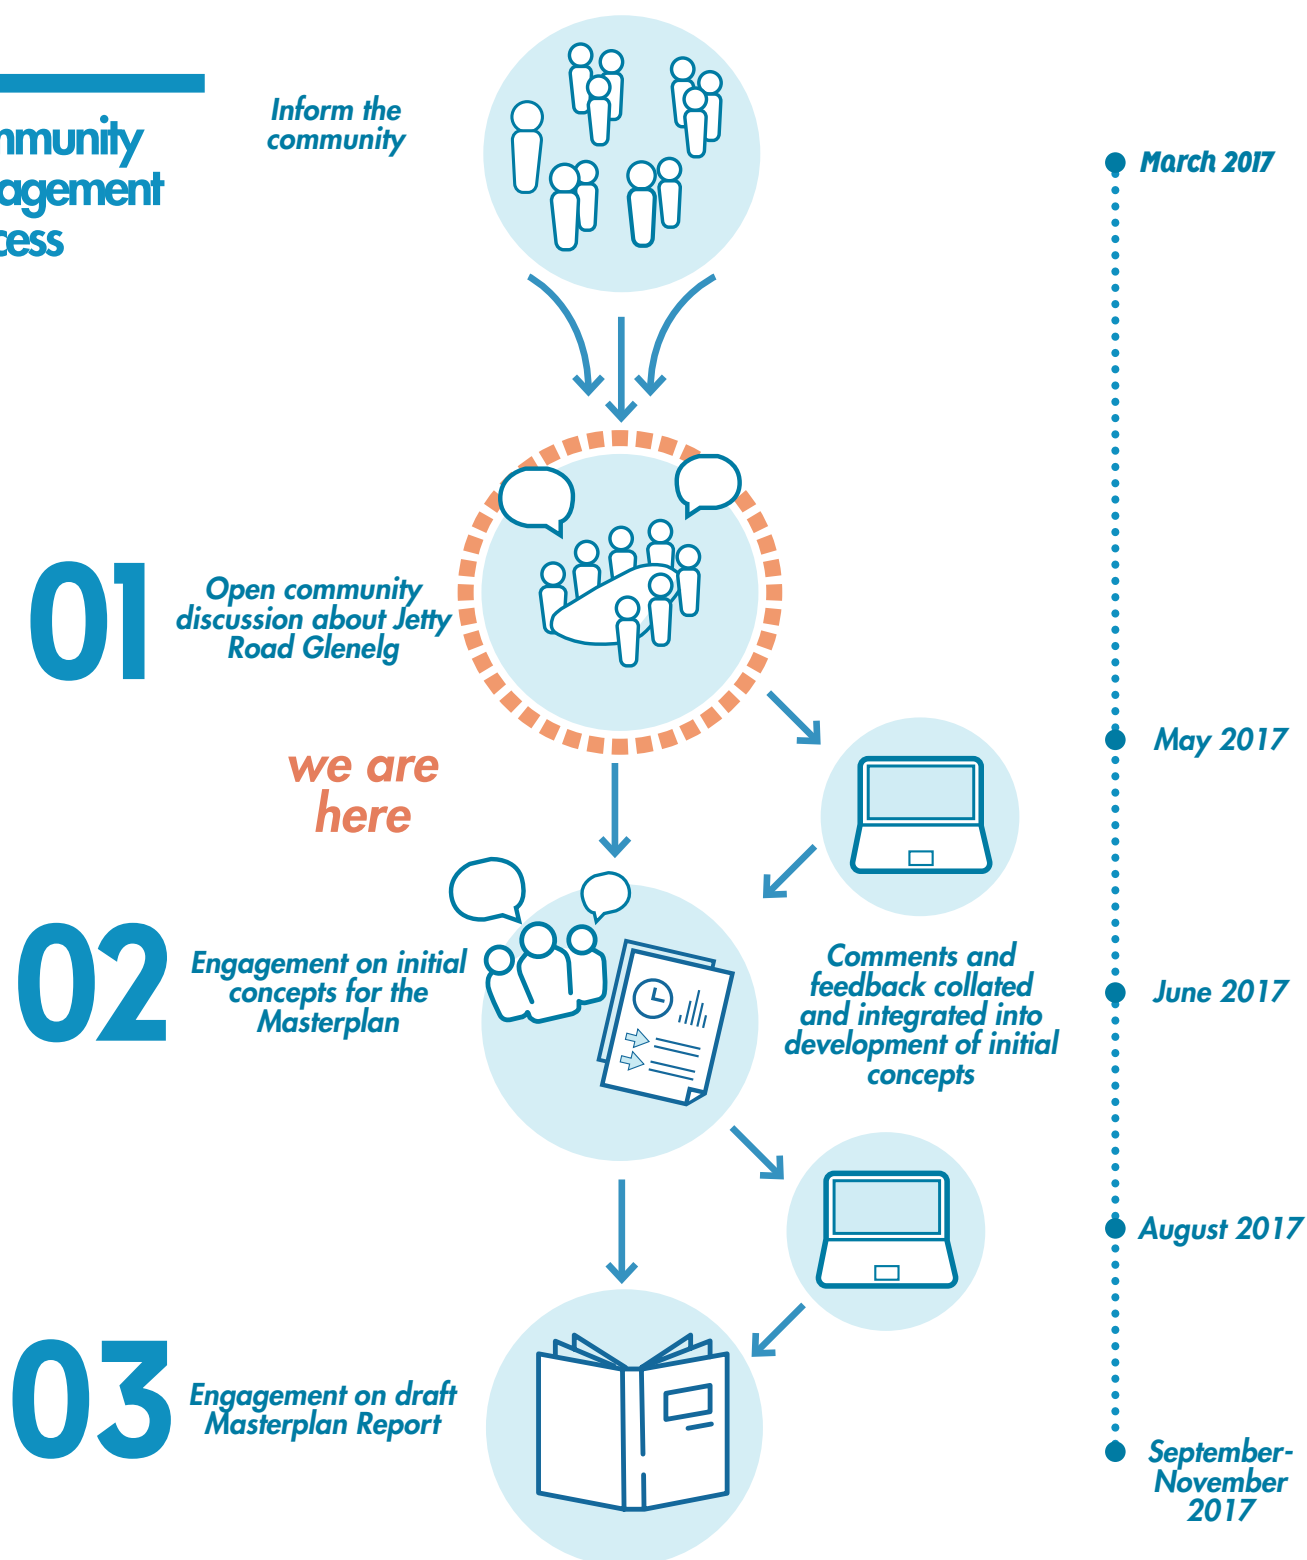 mmunity
agement
cess
Inform the
community
March 2017
01
Open community
discussion about Jetty
Road Glenelg
we are
here
May 2017
02
Engagement on initial
concepts for the
Masterplan
Comments and
feedback collated
and integrated into
development of initial
concepts
June 2017
August 2017
03
Engagement on draft
Masterplan Report
September-
November
2017